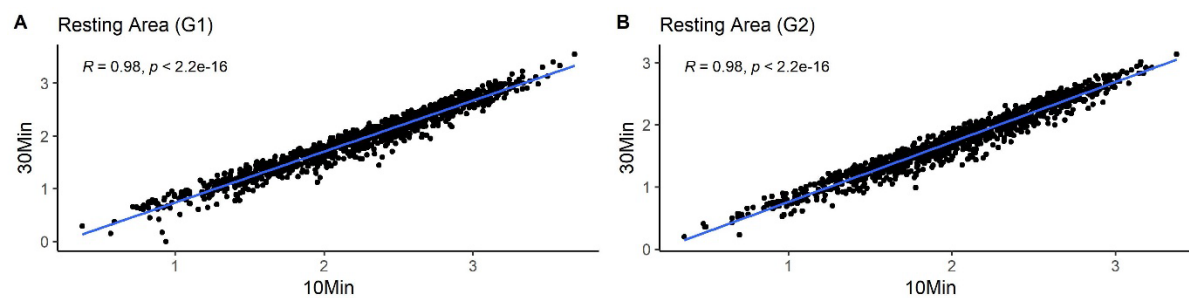 A Resting Area (G1)
R = 0.98, p < 2.2e-16
3
2
1
0
30Min
1 2 3
10Min
B Resting Area (G2)
R = 0.98, p < 2.2e-16
3
2
1
0
30Min
1 2 3
10Min